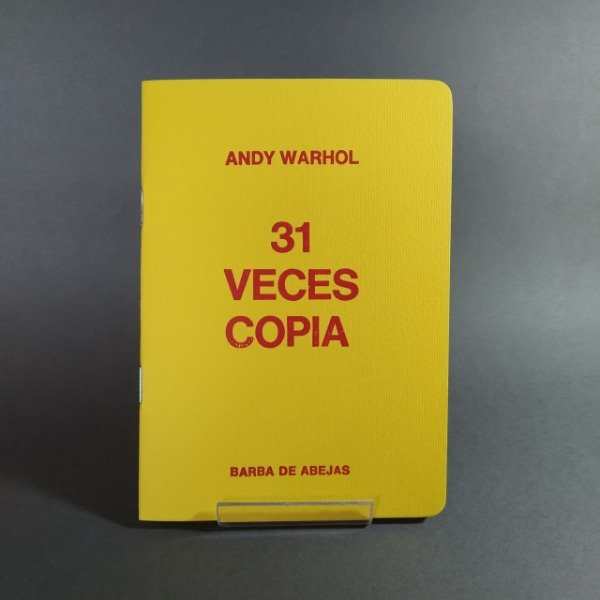 ANDY WARHOL
31
VECES
COPIA
BARBA DE ABEJAS